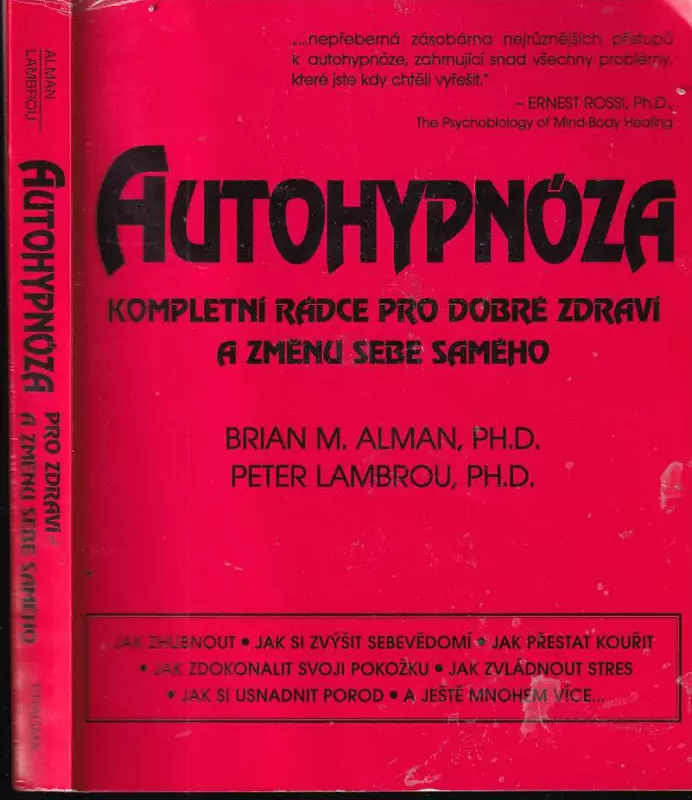 ALMAN
LAMBROU
AUTOHYPNÓZA
PRO ZDRAVÍ
A ZMĚNU SEBE SAMÉHO
„...nepřeberná zásobárna nejrůznějších přístupů
k autohypnóze, zahrnující snad všechny problémy,
které jste kdy chtěli vyřešit.“
– ERNEST ROSSI, Ph.D.,
The Psychobiology of Mind-Body Healing
AUTOHYPNÓZA
KOMPLETNÍ RÁDCE PRO DOBRÉ ZDRAVÍ
A ZMĚNU SEBE SAMÉHO
BRIAN M. ALMAN, PH.D.
PETER LAMBROU, PH.D.
JAK ZHUBNOUT • JAK SI ZVÝŠIT SEBEVĚDOMÍ • JAK PŘESTAT KOUŘIT
• JAK ZDOKONALIT SVOJI POKOŽKU • JAK ZVLÁDNOUT STRES
• JAK SI USNADNIT POROD • A JEŠTĚ MNOHEM VÍCE...